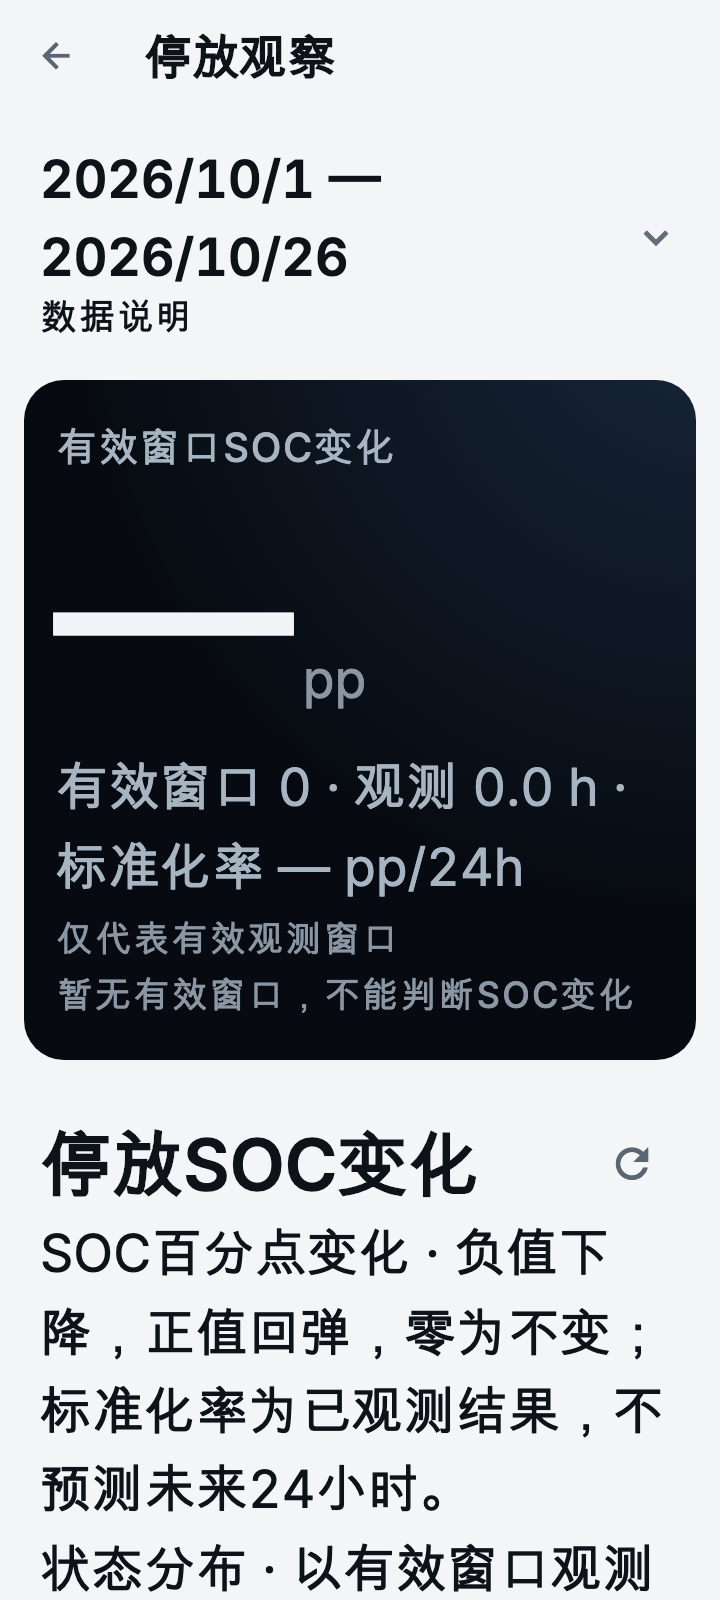 停放观察
2026/10/1 —
2026/10/26
数据说明
有效窗口SOC变化
—
pp
有效窗口 0 · 观测 0.0 h ·
标准化率 — pp/24h
仅代表有效观测窗口
暂无有效窗口，不能判断SOC变化
停放SOC变化
SOC百分点变化 · 负值下
降，正值回弹，零为不变；
标准化率为已观测结果，不
预测未来24小时。
状态分布 · 以有效窗口观测